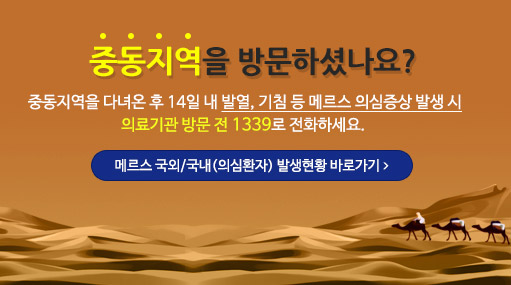 중동지역을 방문하셨나요?
중동지역을 다녀온 후 14일 내 발열, 기침 등 메르스 의심증상 발생 시
의료기관 방문 전 1339로 전화하세요.
메르스 국외/국내(의심환자) 발생현황 바로가기 >